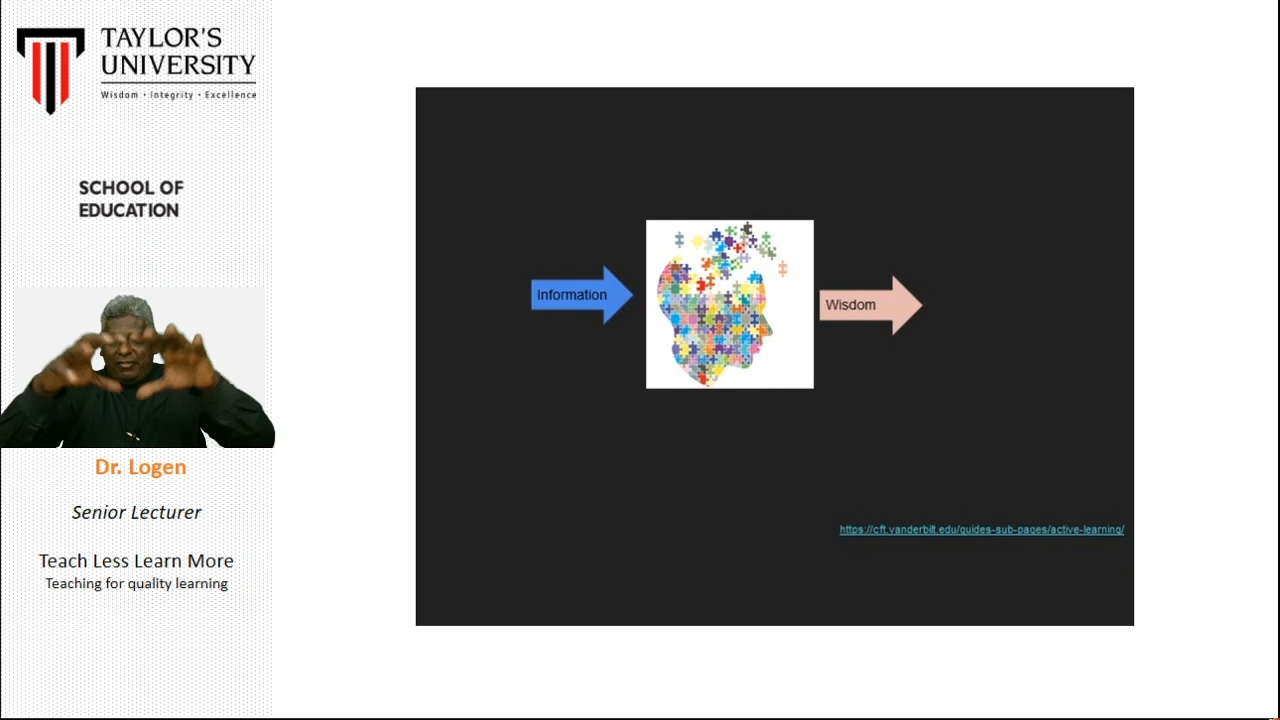 TAYLOR'S
UNIVERSITY
Wisdom • Integrity • Excellence
SCHOOL OF
EDUCATION
Dr. Logen
Senior Lecturer
Teach Less Learn More
Teaching for quality learning
Information
Wisdom
https://cft.vanderbilt.edu/guides-sub-pages/active-learning/